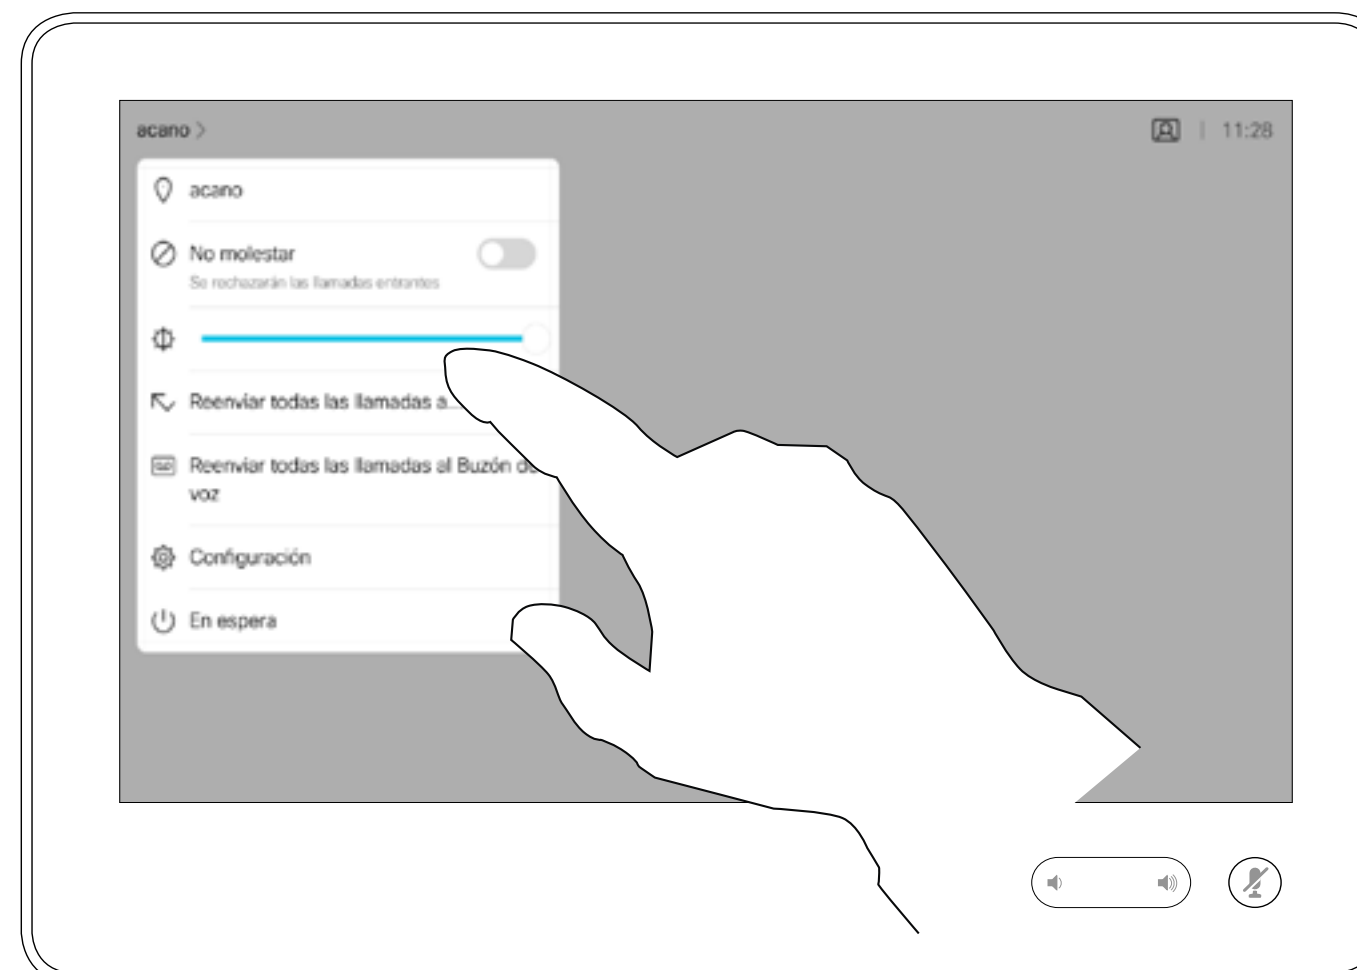 acano >
11:28
acano
No molestar
Se rechazarán las llamadas entrantes
Reenviar todas las llamadas a...
Reenviar todas las llamadas al Buzón de
voz
Configuración
En espera